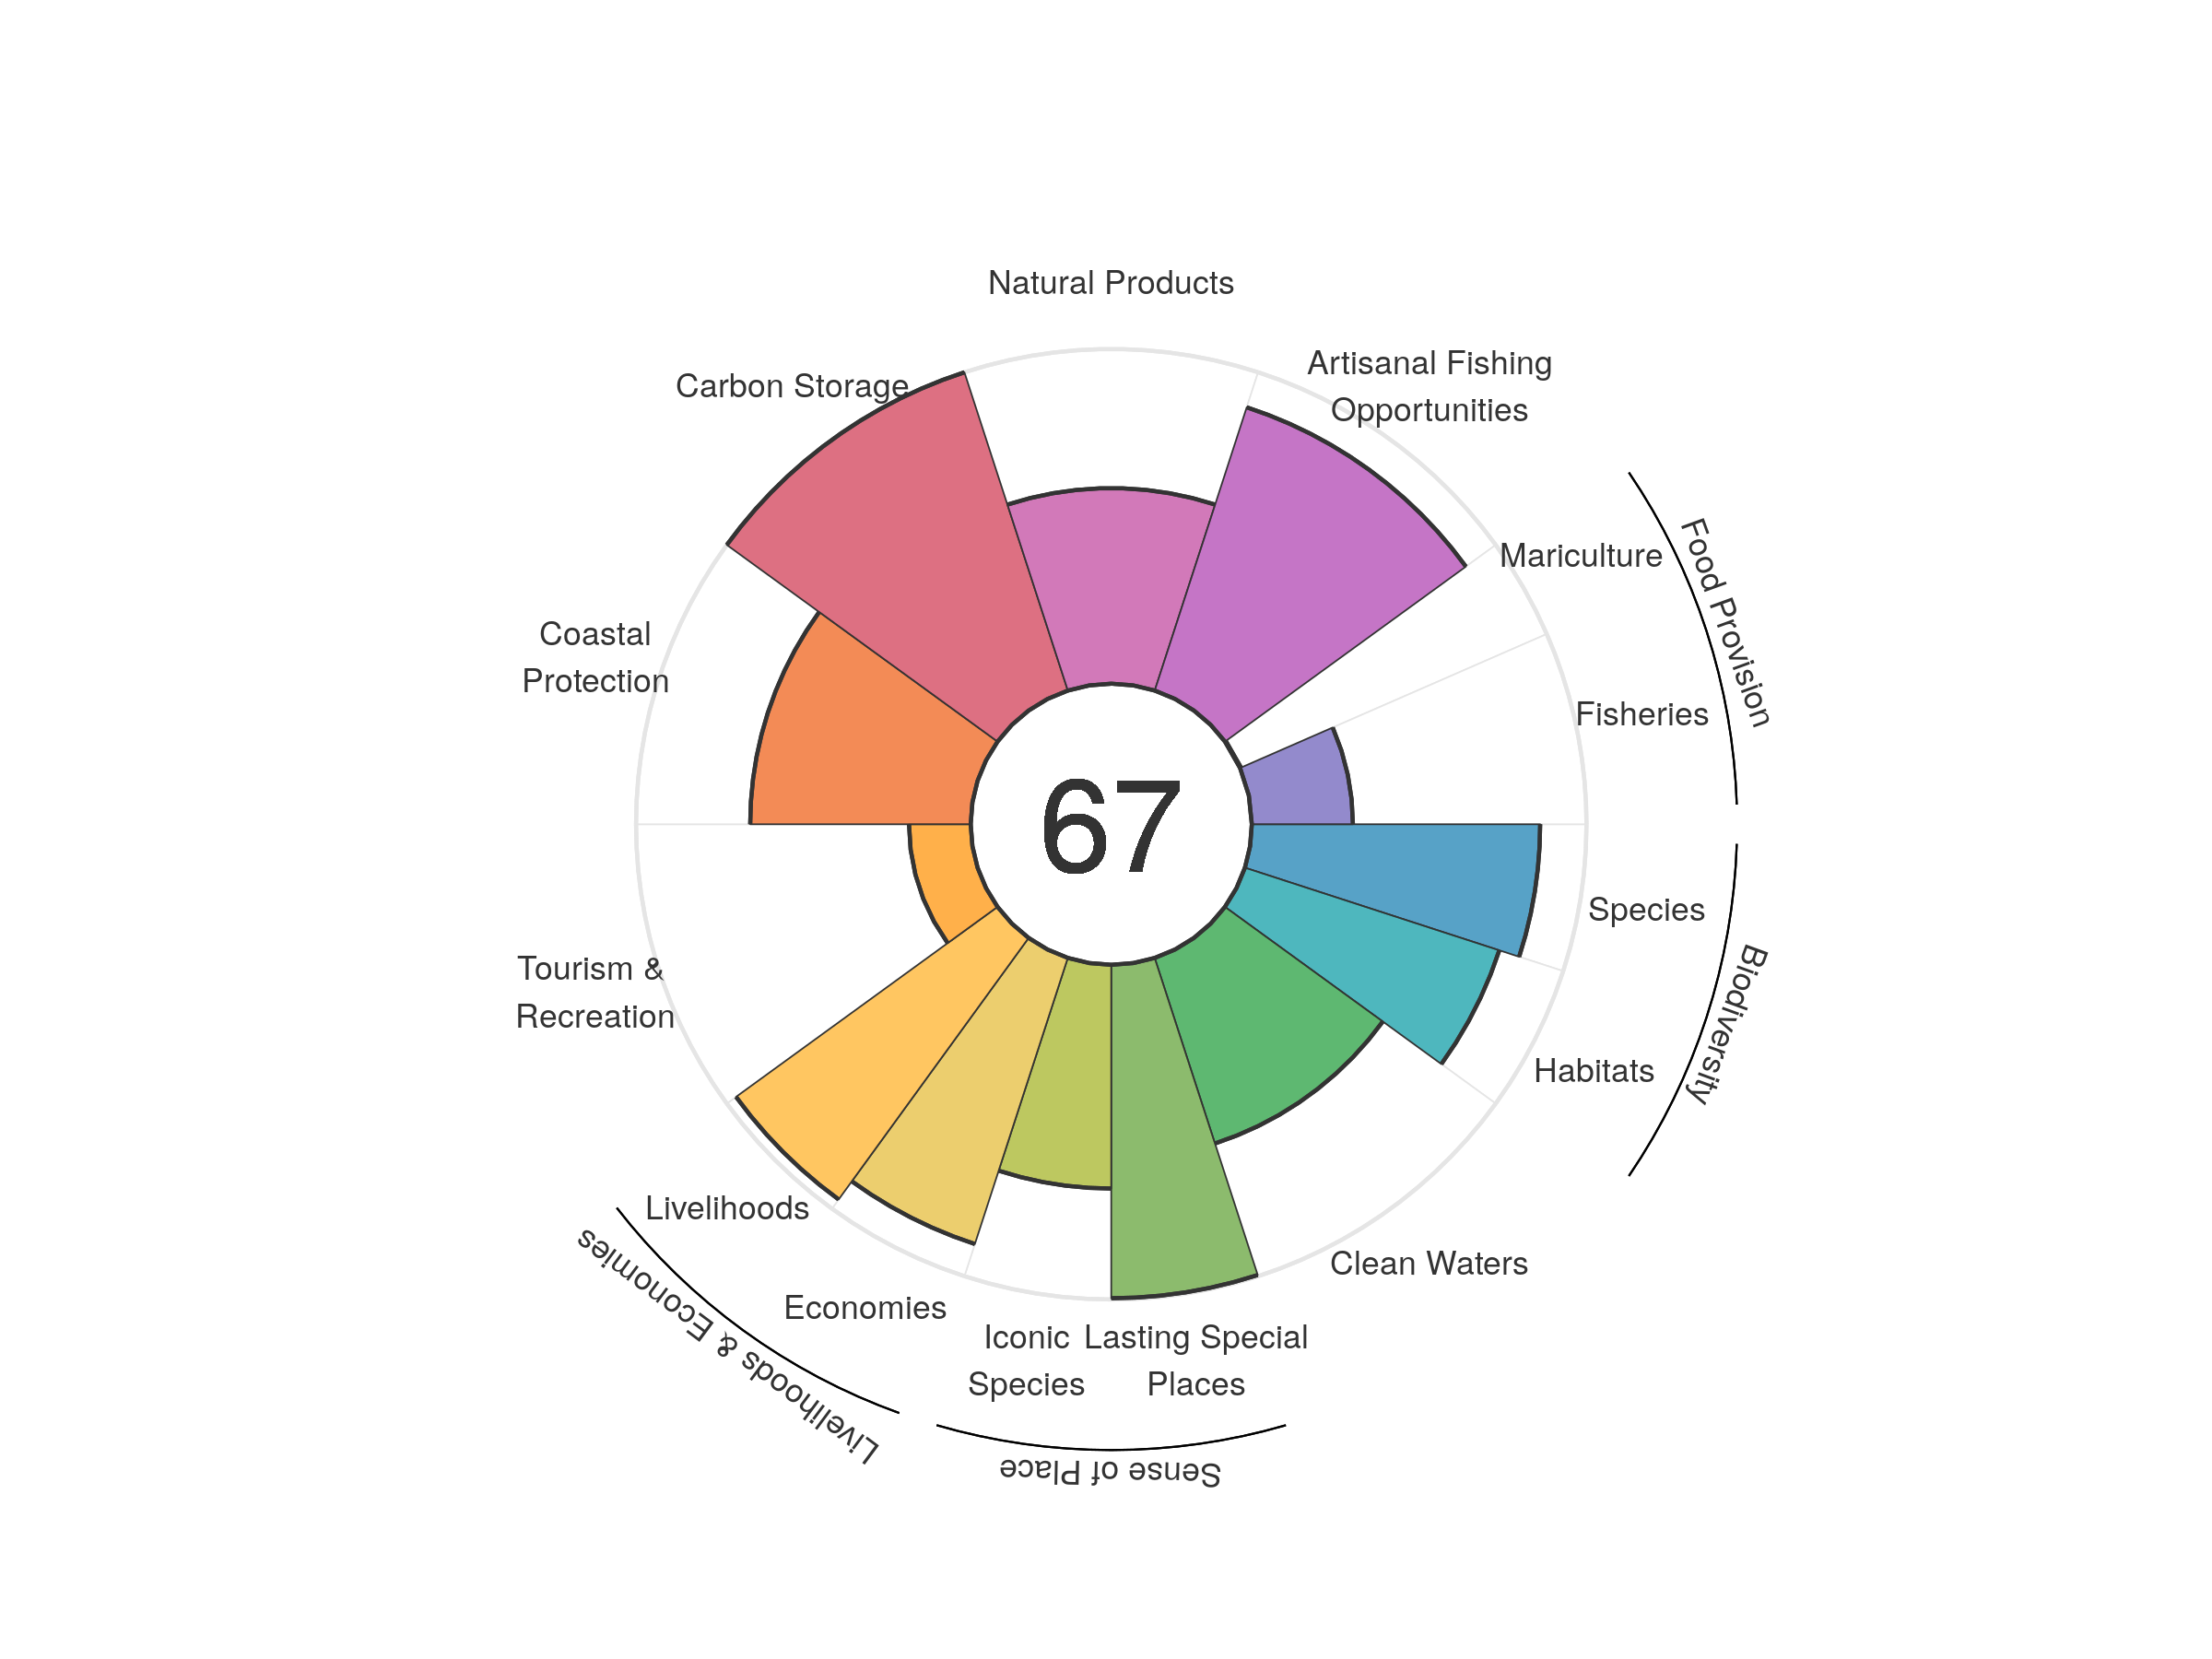 Natural Products
Artisanal Fishing
Opportunities
Carbon Storage
Mariculture
Food Provision
Coastal
Protection
Fisheries
67
Species
Biodiversity
Tourism &
Recreation
Habitats
Livelihoods
Clean Waters
Livelihoods & Economies
Economies
Iconic
Species
Lasting Special
Places
Sense of Place